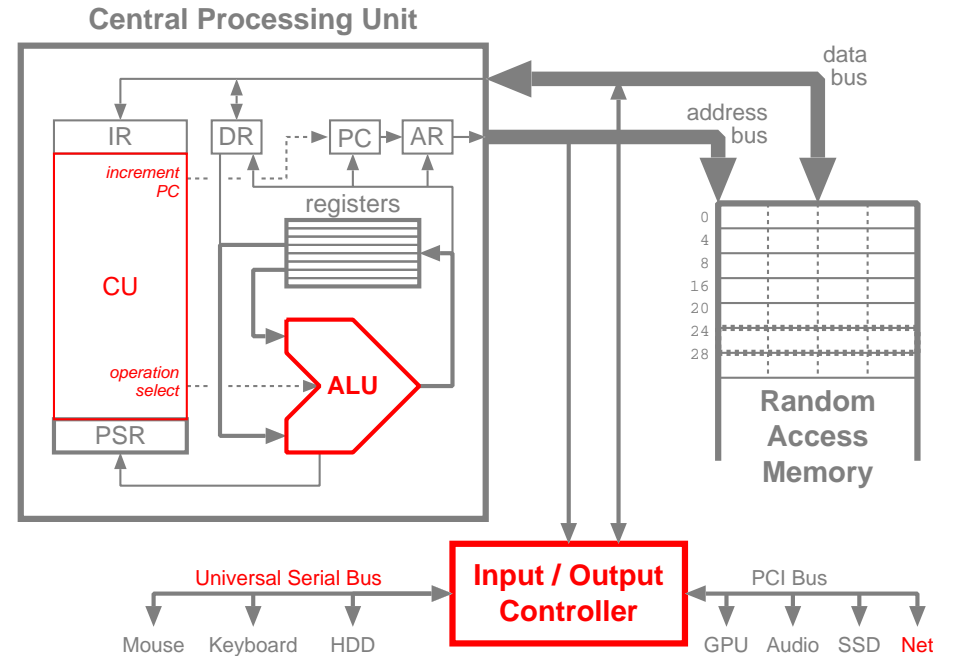 Central Processing Unit
data
bus
address
bus
IR
DR
PC
AR
increment
PC
registers
0
4
8
16
20
24
28
CU
operation
select
ALU
PSR
Random
Access
Memory
Universal Serial Bus
Input / Output
Controller
PCI Bus
Mouse
Keyboard
HDD
GPU
Audio
SSD
Net